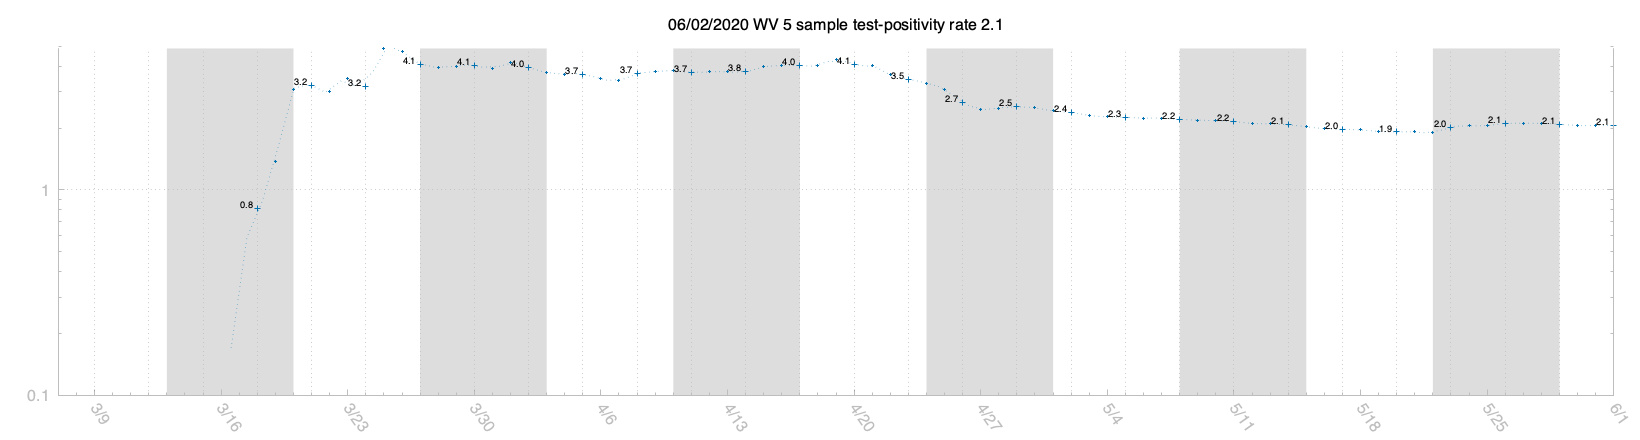 06/02/2020 WV 5 sample test-positivity rate 2.1
0.8 3.2 3.2 4.1 4.1 4.0 3.7 3.7 3.7 3.8 4.0 4.1 3.5 2.7 2.5 2.4 2.3 2.2 2.2 2.1 2.0 1.9 2.0 2.1 2.1 2.1
1
0.1
3/9 3/16 3/23 3/30 4/6 4/13 4/20 4/27 5/4 5/11 5/18 5/25 6/1